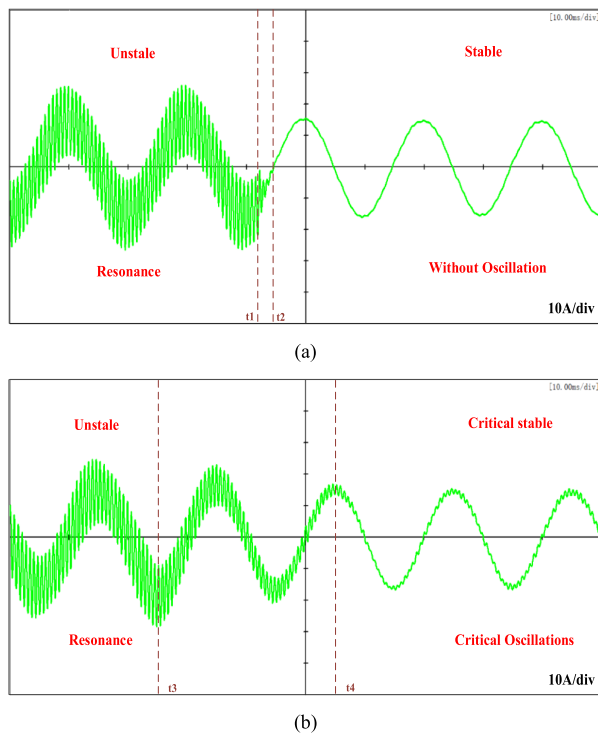 [10.00ms/div]
Unstale
Stable
Resonance
Without Oscillation
10A/div
t1
t2
(a)
[10.00ms/div]
Unstale
Critical stable
Resonance
Critical Oscillations
10A/div
t3
t4
(b)